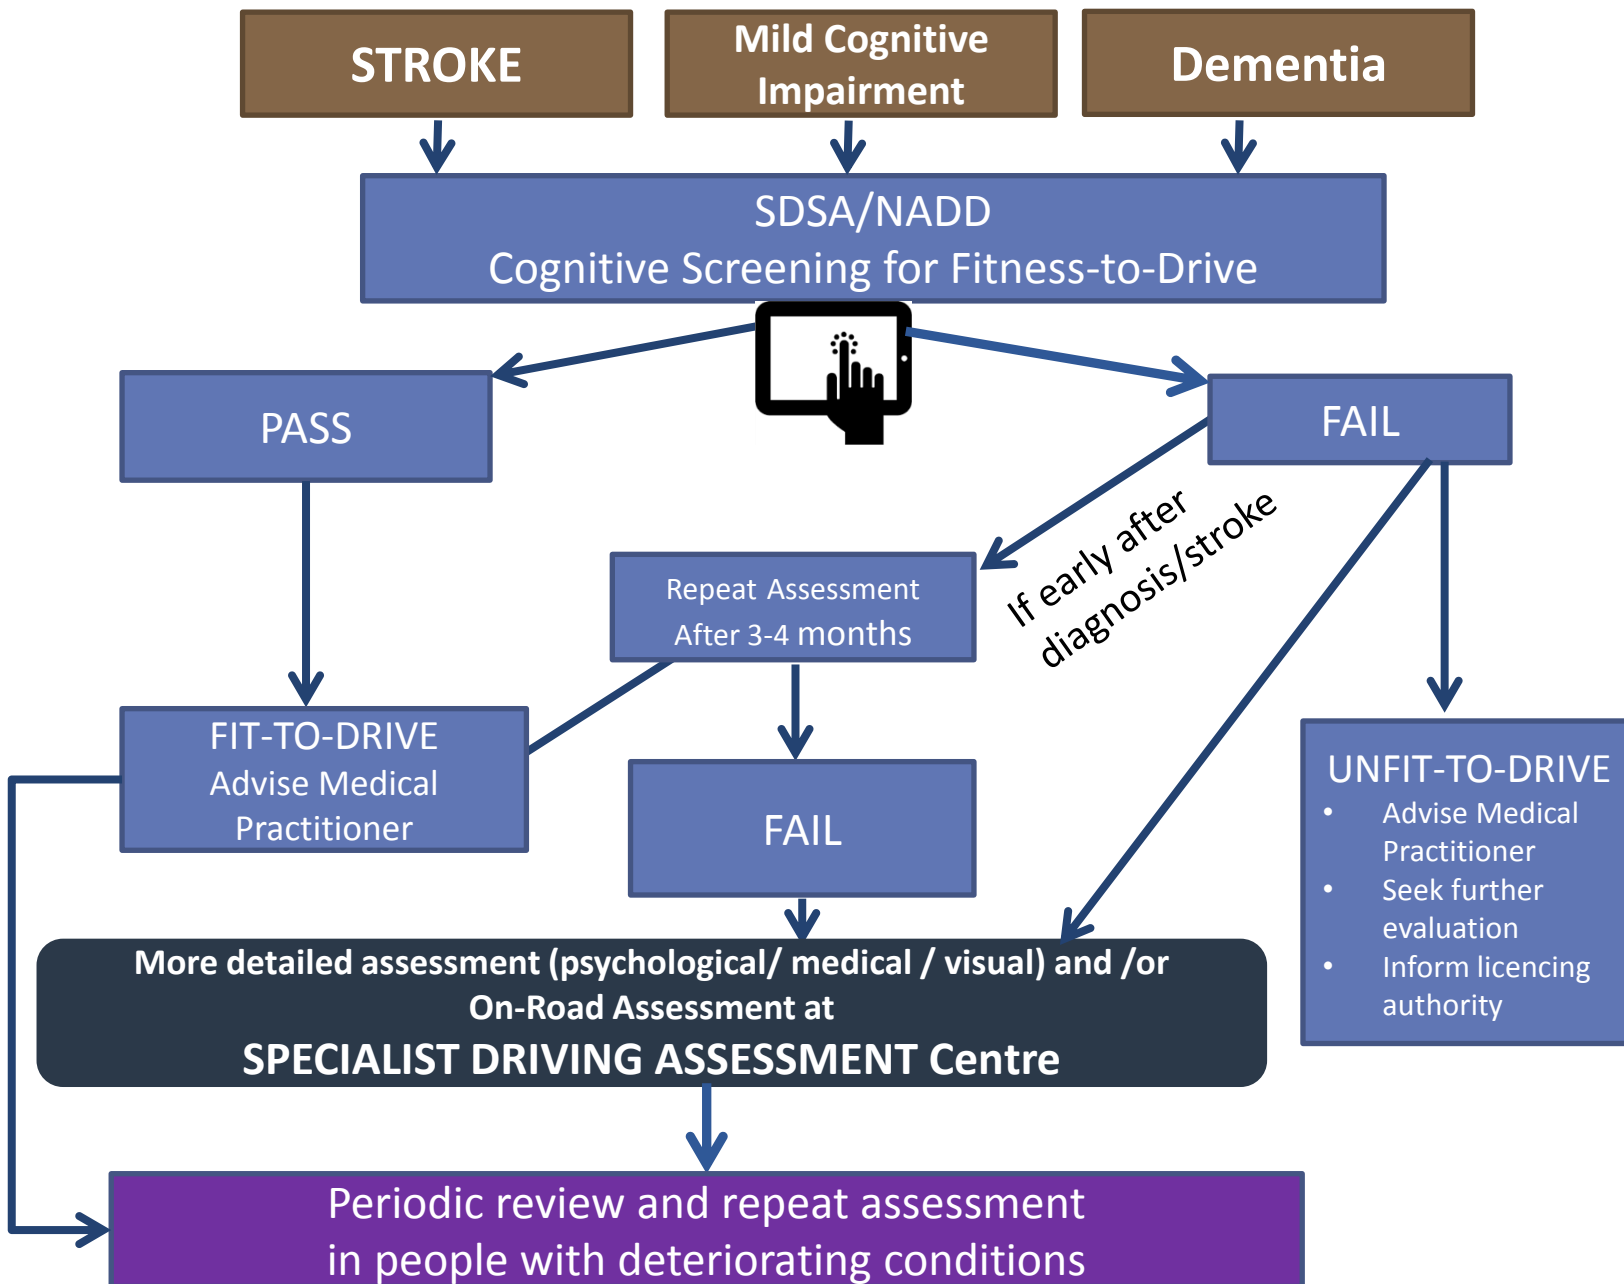 STROKE
Mild Cognitive
Impairment
Dementia
SDSA/NADD
Cognitive Screening for Fitness-to-Drive
PASS
FAIL
If early after
diagnosis/stroke
Repeat Assessment
After 3-4 months
FIT-TO-DRIVE
Advise Medical
Practitioner
FAIL
UNFIT-TO-DRIVE
• Advise Medical
Practitioner
• Seek further
evaluation
• Inform licencing
authority
More detailed assessment (psychological/ medical / visual) and /or
On-Road Assessment at
SPECIALIST DRIVING ASSESSMENT Centre
Periodic review and repeat assessment
in people with deteriorating conditions